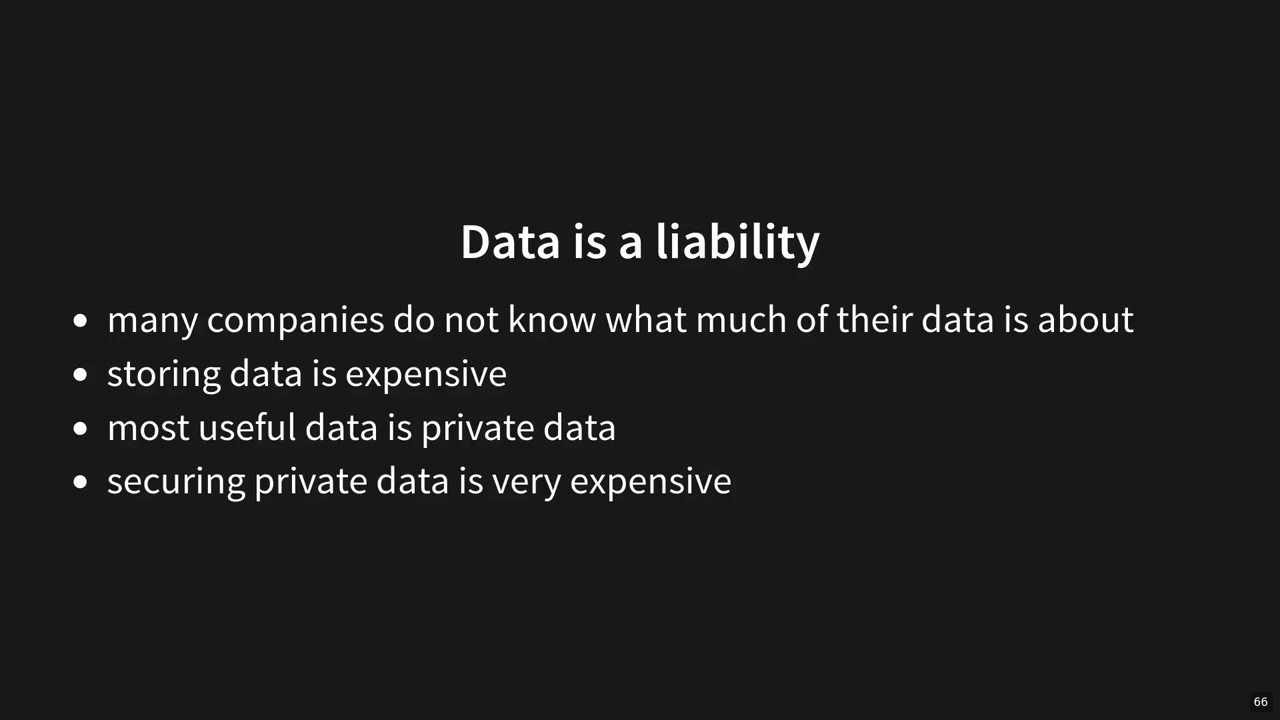 Data is a liability
• many companies do not know what much of their data is about
• storing data is expensive
• most useful data is private data
• securing private data is very expensive
66